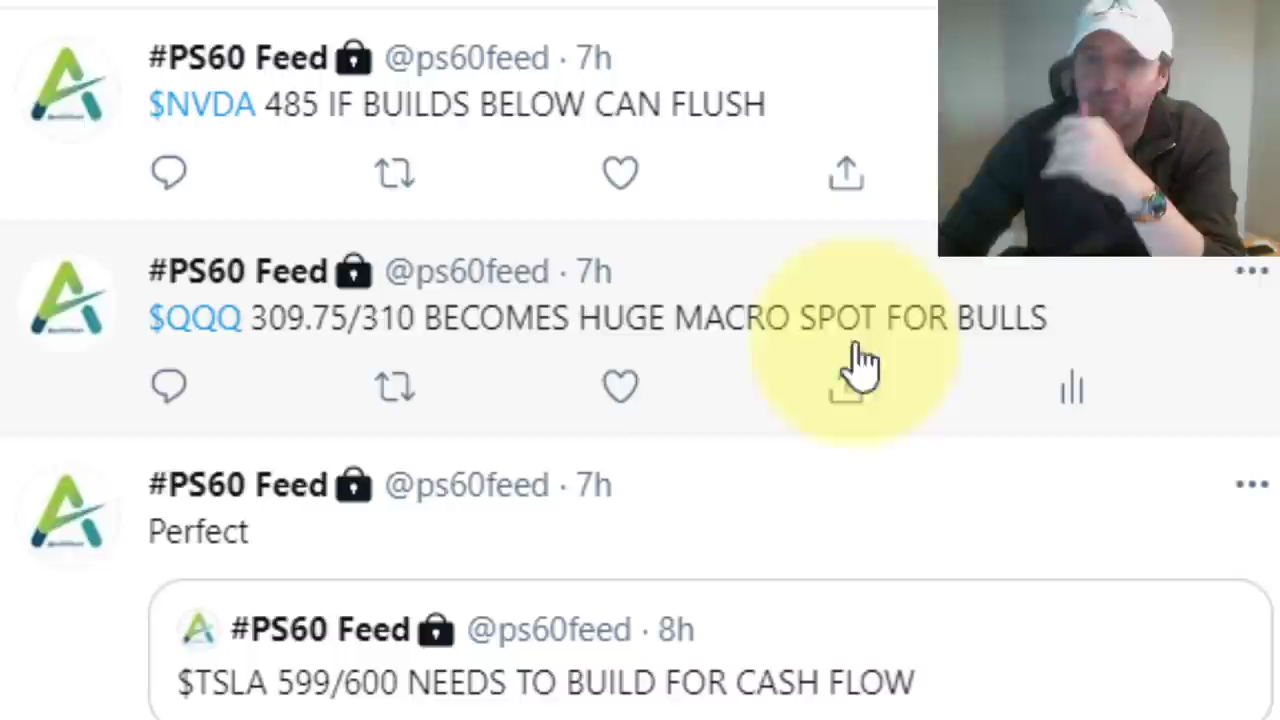 #PS60 Feed @ps60feed · 7h
$NVDA 485 IF BUILDS BELOW CAN FLUSH
#PS60 Feed @ps60feed · 7h
$QQQ 309.75/310 BECOMES HUGE MACRO SPOT FOR BULLS
#PS60 Feed @ps60feed · 7h
Perfect
#PS60 Feed @ps60feed · 8h
$TSLA 599/600 NEEDS TO BUILD FOR CASH FLOW